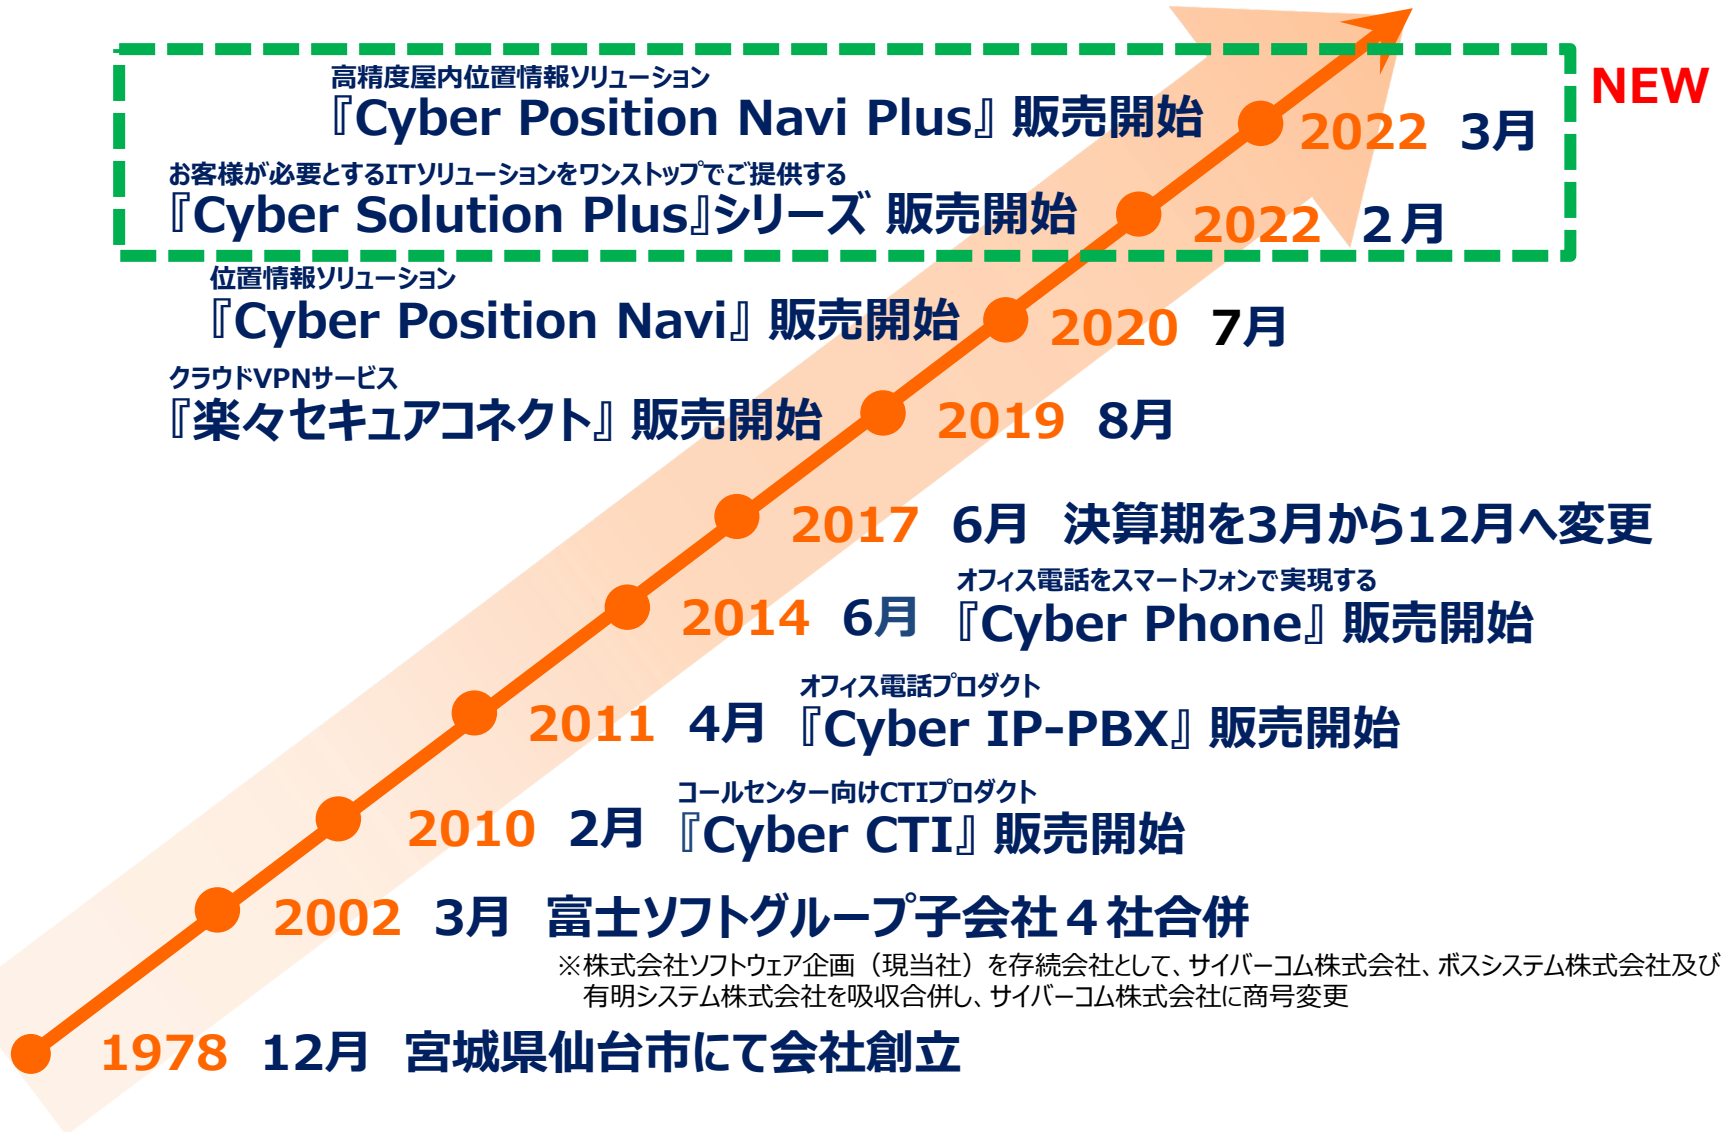 NEW
高精度屋内位置情報ソリューション
『Cyber Position Navi Plus』 販売開始 2022 3月
お客様が必要とするITソリューションをワンストップでご提供する
『Cyber Solution Plus』シリーズ 販売開始 2022 ２月
位置情報ソリューション
『Cyber Position Navi』 販売開始 2020 7月
クラウドVPNサービス
『楽々セキュアコネクト』 販売開始 2019 8月
2017 6月 決算期を3月から12月へ変更
オフィス電話をスマートフォンで実現する
2014 6月 『Cyber Phone』 販売開始
オフィス電話プロダクト
2011 4月 『Cyber IP-PBX』 販売開始
コールセンター向けCTIプロダクト
2010 2月 『Cyber CTI』 販売開始
2002 3月 富士ソフトグループ子会社４社合併
※株式会社ソフトウェア企画（現当社）を存続会社として、サイバーコム株式会社、ボスシステム株式会社及び
有明システム株式会社を吸収合併し、サイバーコム株式会社に商号変更
1978 12月 宮城県仙台市にて会社創立